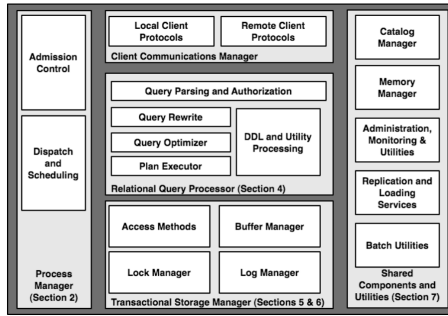 Admission
Control
Dispatch
and
Scheduling
Process
Manager
(Section 2)
Local Client
Protocols
Remote Client
Protocols
Client Communications Manager
Query Parsing and Authorization
Query Rewrite
Query Optimizer
Plan Executor
DDL and Utility
Processing
Relational Query Processor (Section 4)
Access Methods
Buffer Manager
Lock Manager
Log Manager
Transactional Storage Manager (Sections 5 & 6)
Catalog
Manager
Memory
Manager
Administration,
Monitoring &
Utilities
Replication and
Loading
Services
Batch Utilities
Shared
Components and
Utilities (Section 7)